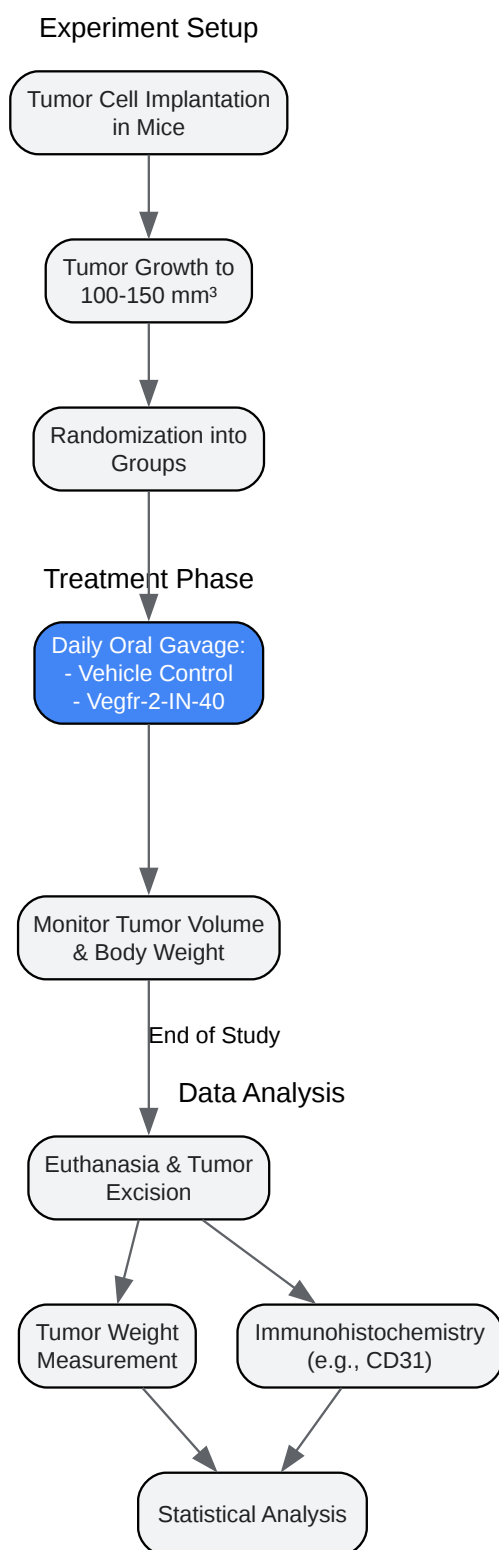 Experiment Setup
Tumor Cell Implantation
in Mice
Tumor Growth to
100-150 mm³
Randomization into
Groups
Treatment Phase
Daily Oral Gavage:
- Vehicle Control
- Vegfr-2-IN-40
Monitor Tumor Volume
& Body Weight
End of Study
Data Analysis
Euthanasia & Tumor
Excision
Tumor Weight
Measurement
Immunohistochemistry
(e.g., CD31)
Statistical Analysis